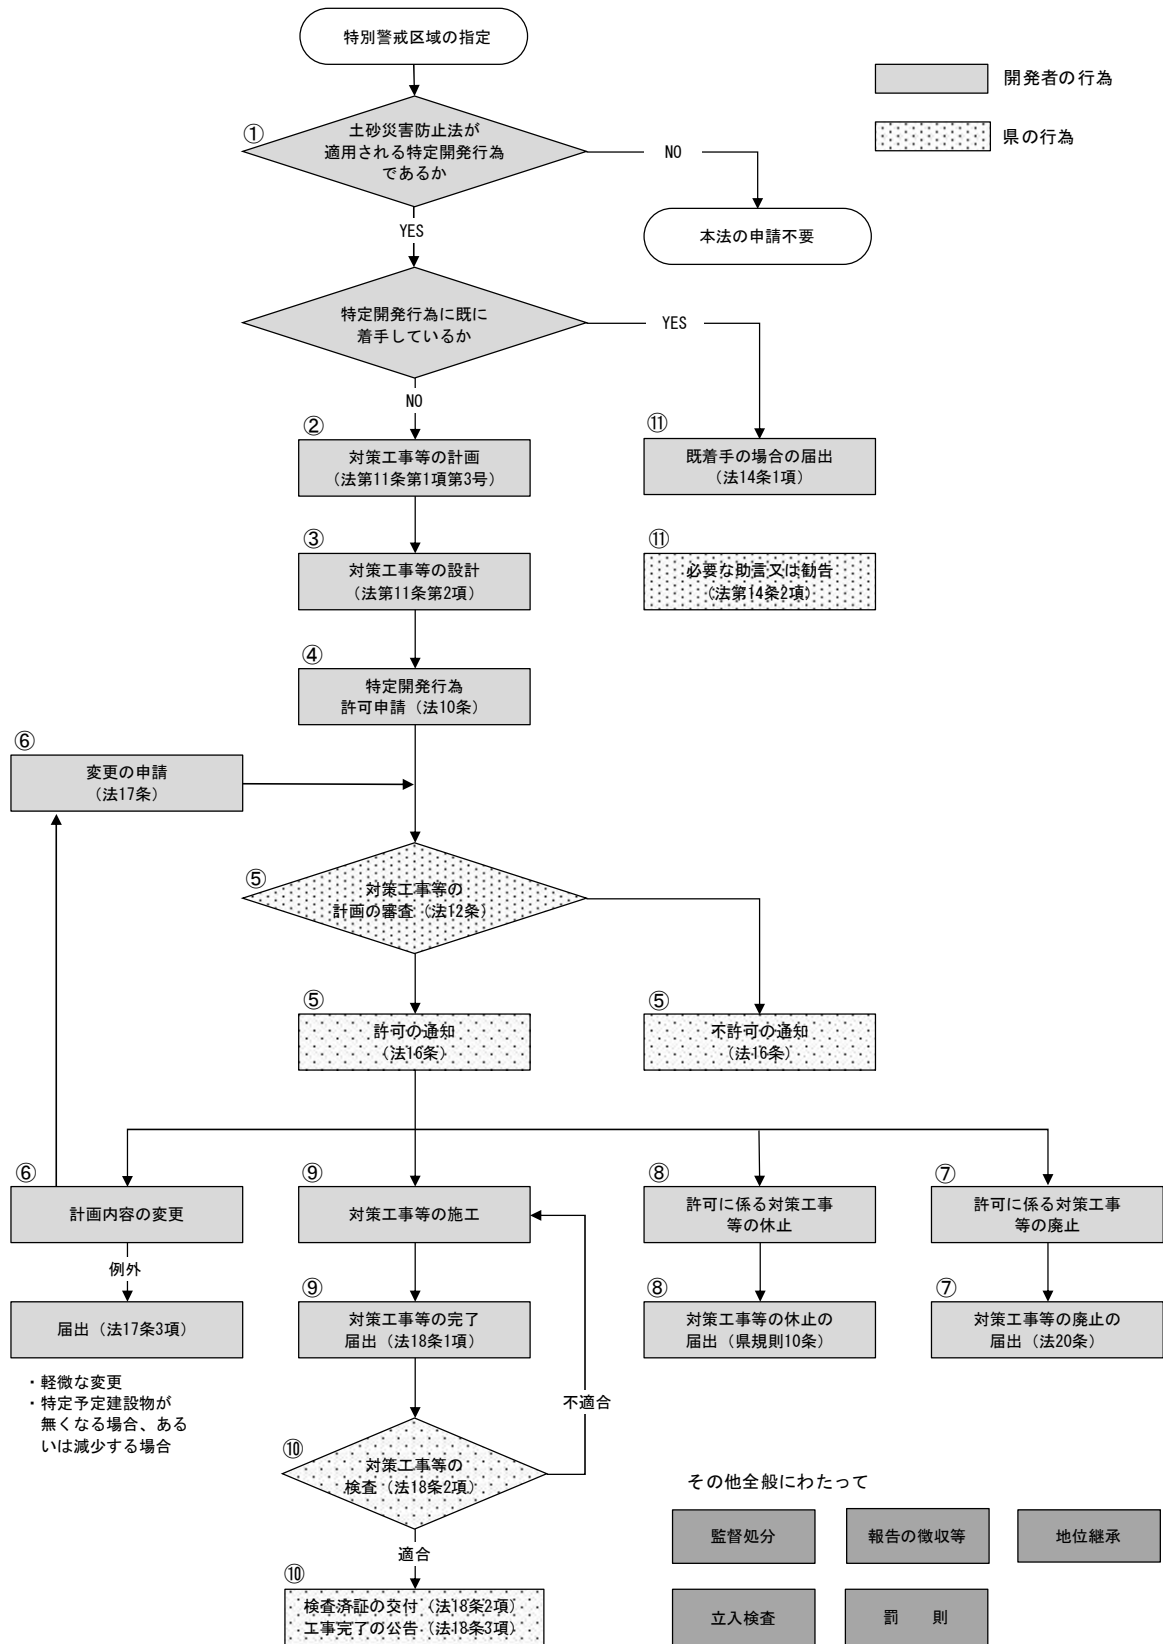 特別警戒区域の指定
開発者の行為
県の行為
①
土砂災害防止法が
適用される特定開発行為
であるか
NO
YES
本法の申請不要
特定開発行為に既に
着手しているか
YES
NO
②
対策工事等の計画
(法第11条第1項第3号)
⑪
既着手の場合の届出
(法14条1項)
③
対策工事等の設計
(法第11条第2項)
⑪
必要な助言又は勧告
(法第14条2項)
④
特定開発行為
許可申請(法10条)
⑥
変更の申請
(法17条)
⑤
対策工事等の
計画の審査(法12条)
⑤
許可の通知
(法16条)
⑤
不許可の通知
(法16条)
⑥
計画内容の変更
⑨
対策工事等の施工
⑧
許可に係る対策工事
等の休止
⑦
許可に係る対策工事
等の廃止
例外
届出(法17条3項)
⑨
対策工事等の完了
届出(法18条1項)
⑧
対策工事等の休止の
届出(県規則10条)
⑦
対策工事等の廃止の
届出(法20条)
・軽微な変更
・特定予定建設物が
無くなる場合、ある
いは減少する場合
不適合
⑩
対策工事等の
検査(法18条2項)
適合
⑩
検査済証の交付(法18条2項)
工事完了の公告(法18条3項)
その他全般にわたって
監督処分
報告の徴収等
地位継承
立入検査
罰 則